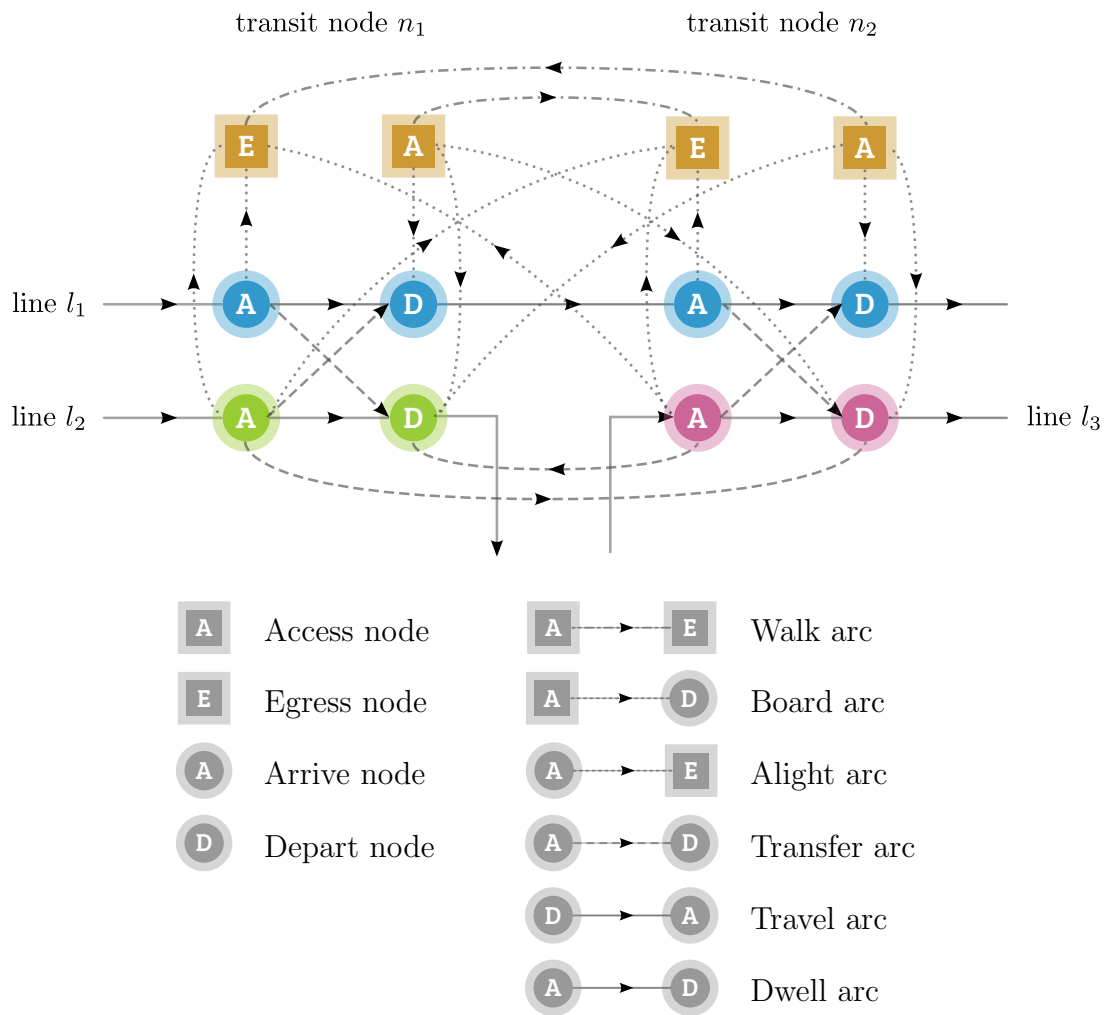 transit node n₁ transit node n₂
E A E A
line l₁ A D A D
line l₂ A D A D line l₃
A Access node A E Walk arc
E Egress node A D Board arc
A Arrive node A E Alight arc
D Depart node A D Transfer arc
D A Travel arc
A D Dwell arc